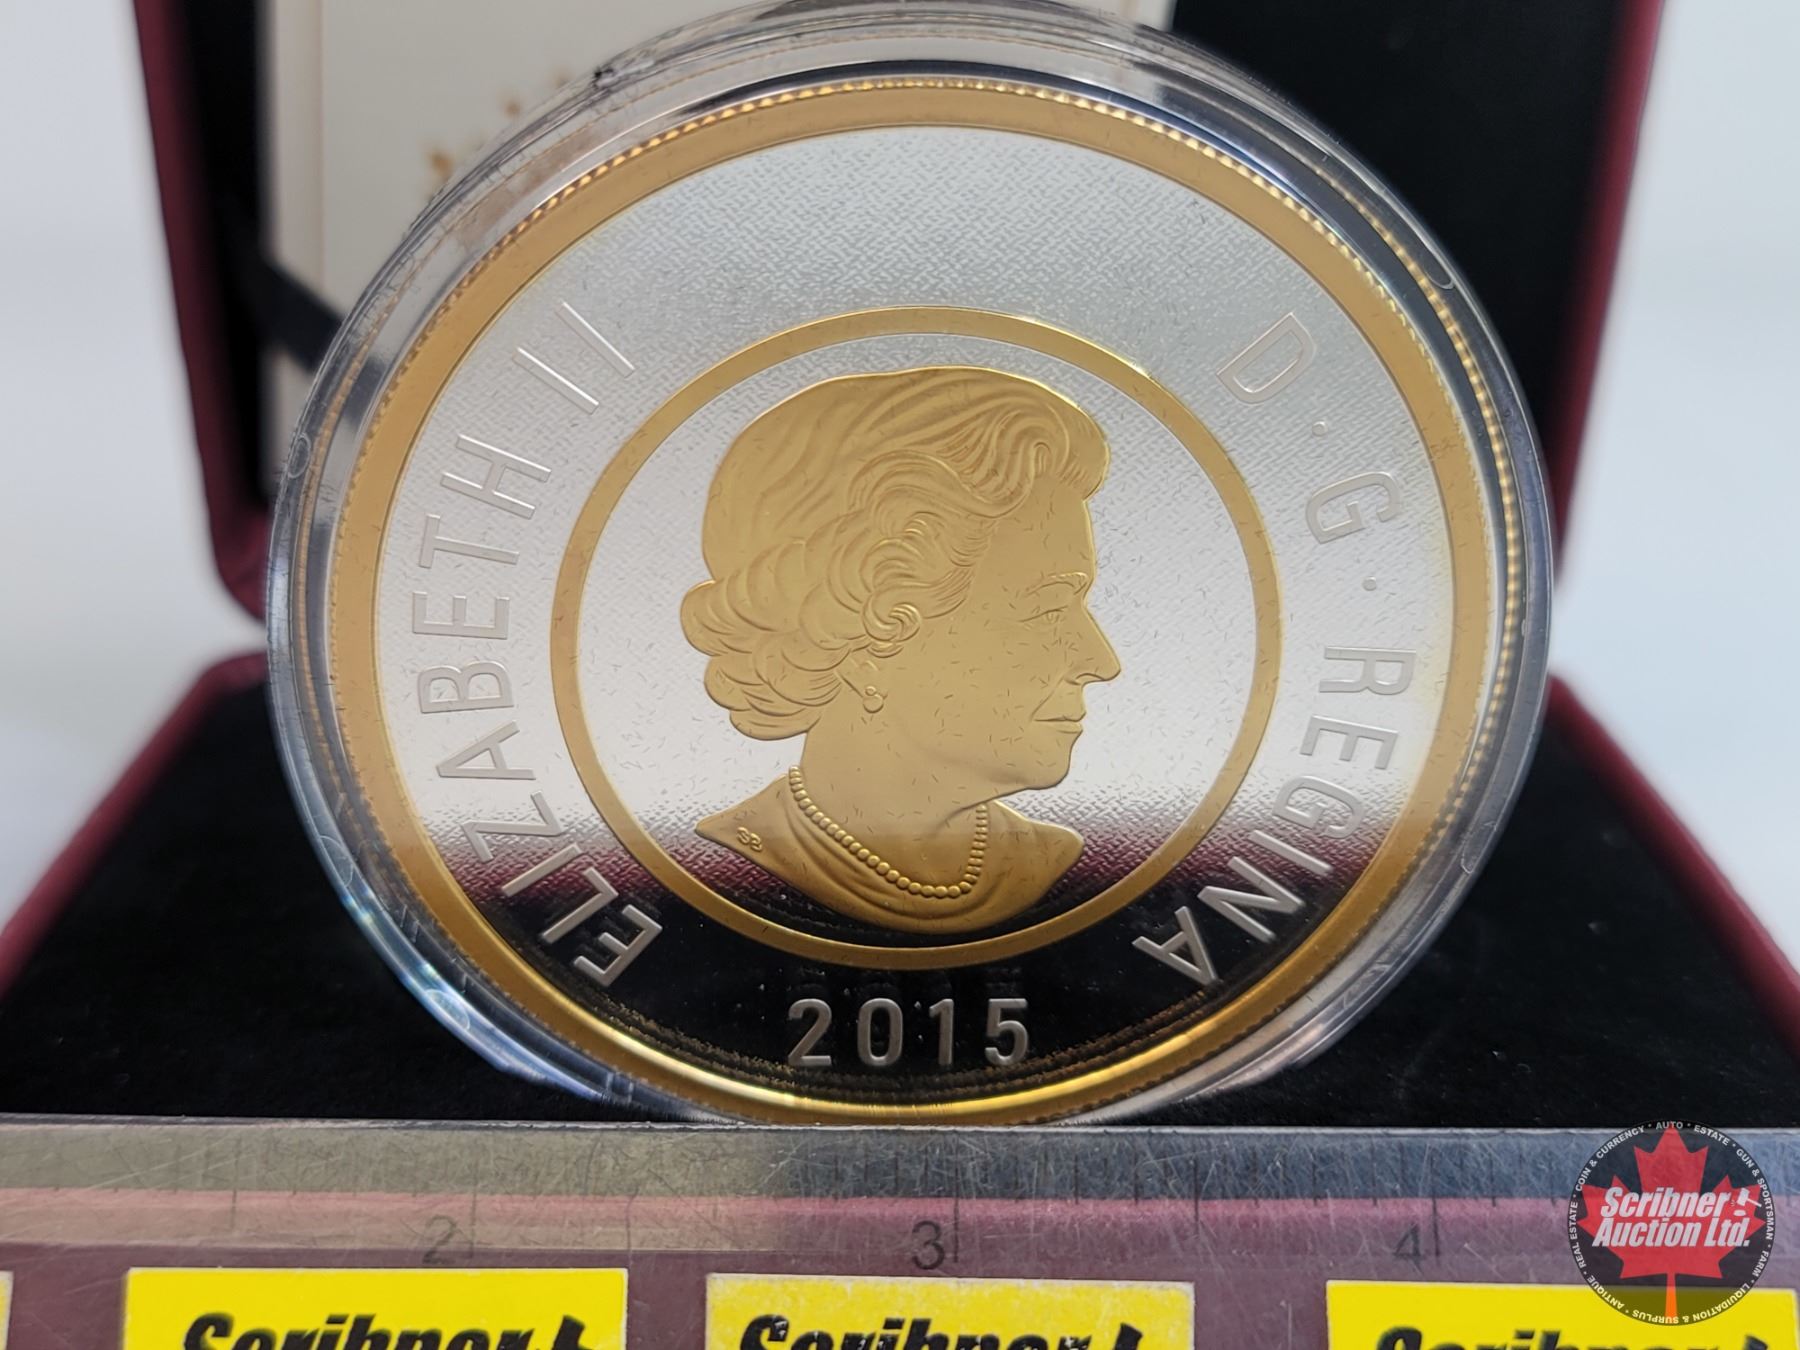 ELIZABETH II D·G·REGINA
2015
SB
2 3 4
Scribner!
Scribner!
Scribner!
COIN & CURRENCY • AUTO • ESTATE • GUN & SPORTSMAN • FARM • LIQUIDATION & SURPLUS • ANTIQUE • REAL ESTATE •
Scribner!
Auction Ltd.